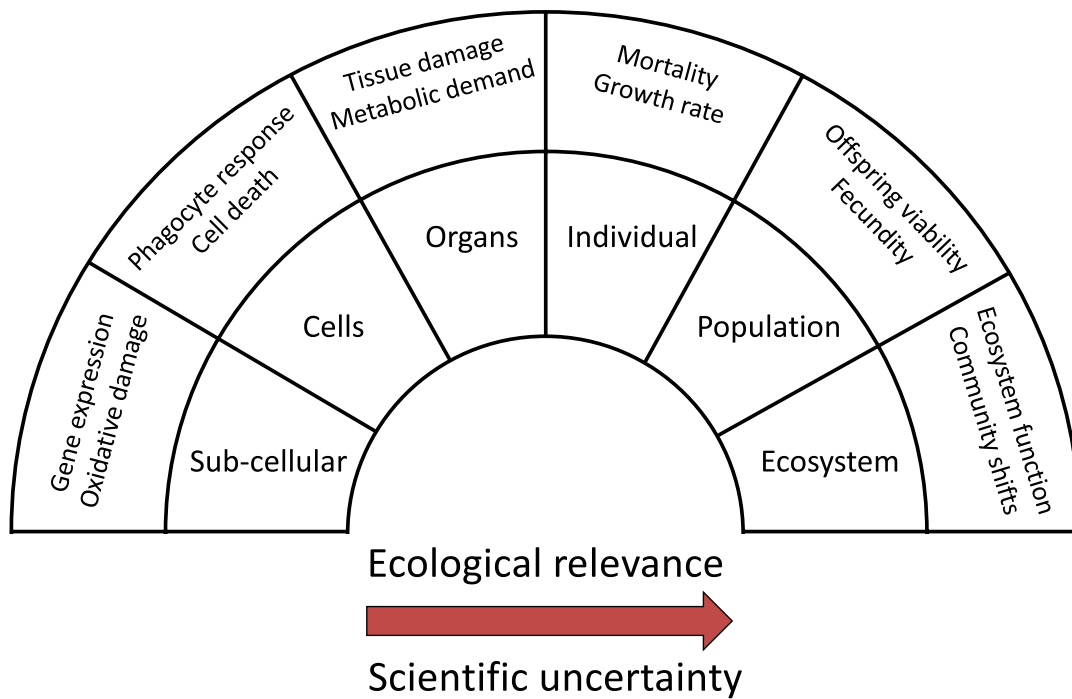 Gene expression
Oxidative damage
Phagocyte response
Cell death
Tissue damage
Metabolic demand
Mortality
Growth rate
Offspring viability
Fecundity
Ecosystem function
Community shifts
Sub-cellular
Cells
Organs
Individual
Population
Ecosystem
Ecological relevance
Scientific uncertainty